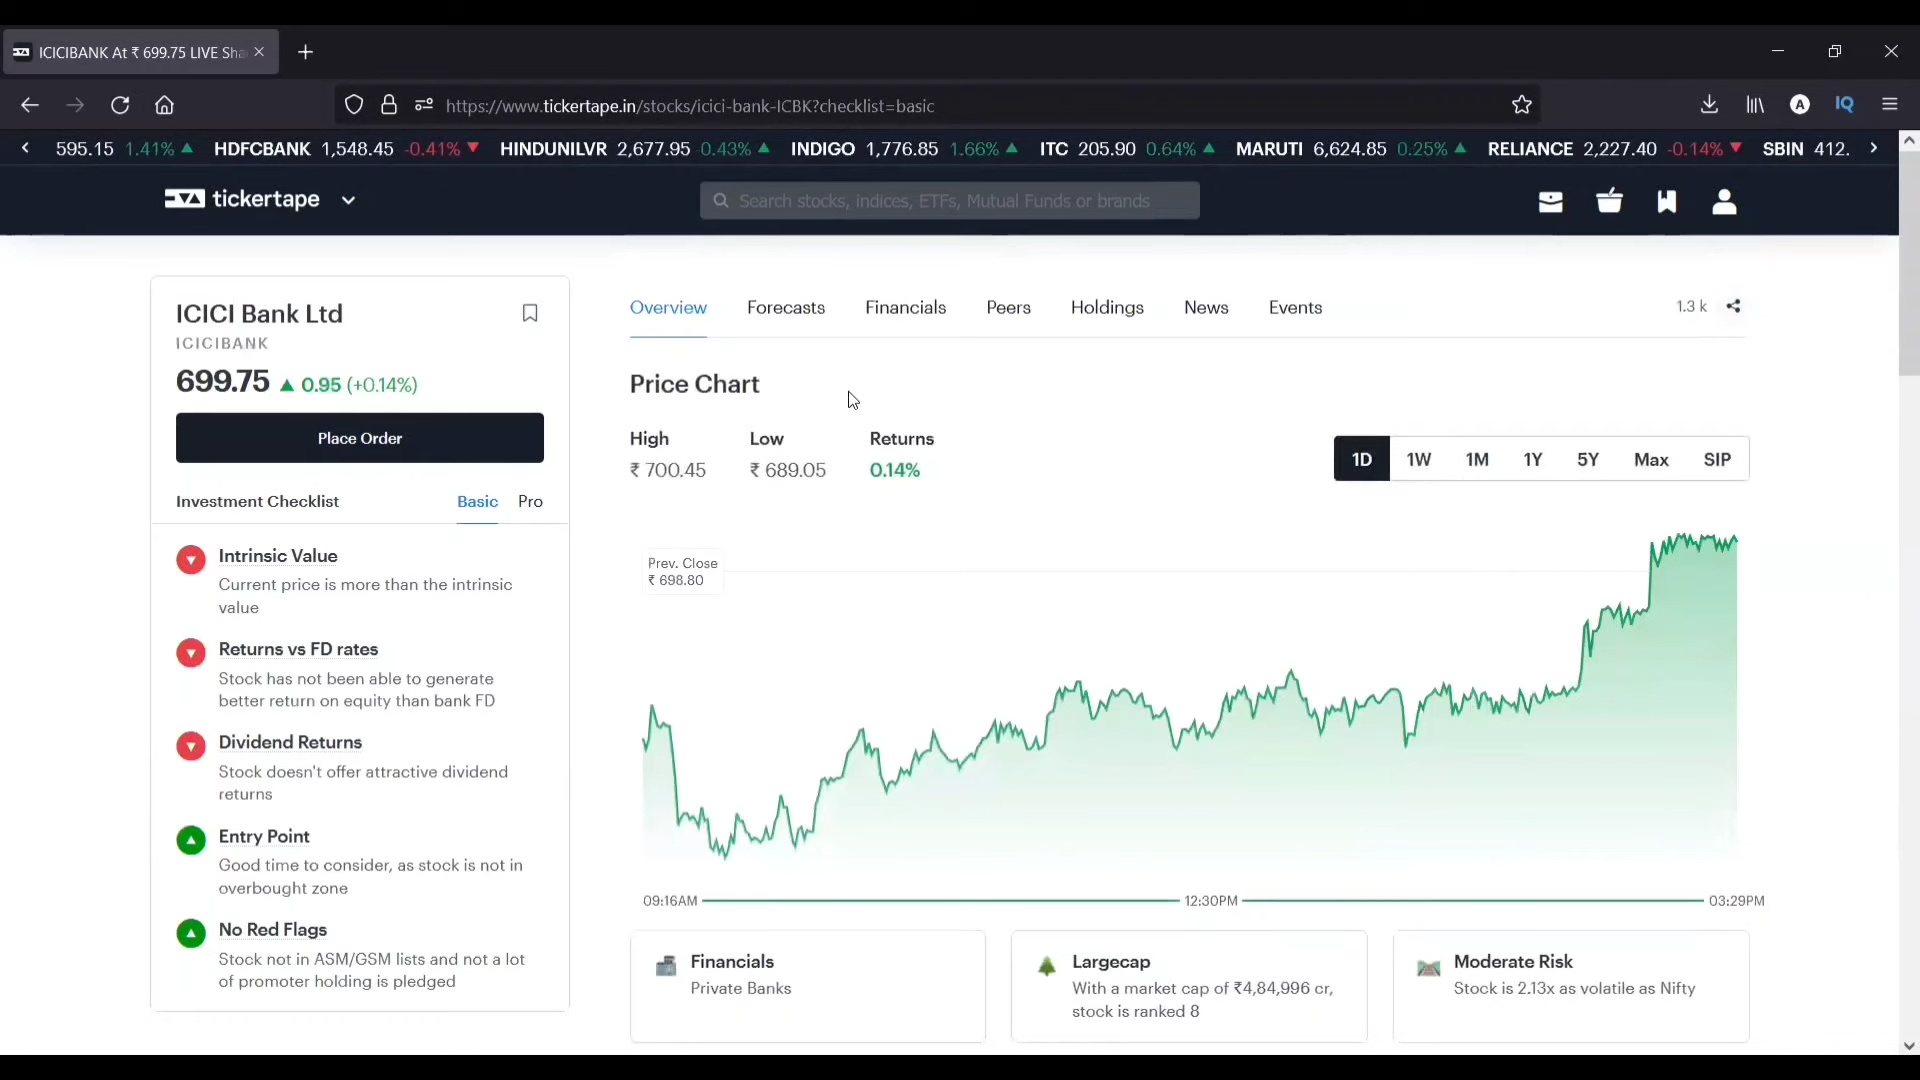 ICICIBANK At ₹ 699.75 LIVE Sha
https://www.tickertape.in/stocks/icici-bank-ICBK?checklist=basic
A
IQ
595.15 1.41% ▲ HDFCBANK 1,548.45 -0.41% ▼ HINDUNILVR 2,677.95 0.43% ▲ INDIGO 1,776.85 1.66% ▲ ITC 205.90 0.64% ▲ MARUTI 6,624.85 0.25% ▲ RELIANCE 2,227.40 -0.14% ▼ SBIN 412.
tickertape
Search stocks, indices, ETFs, Mutual Funds or brands
ICICI Bank Ltd
ICICIBANK
699.75 ▲ 0.95 (+0.14%)
Place Order
Investment Checklist Basic Pro
Intrinsic Value
Current price is more than the intrinsic
value
Returns vs FD rates
Stock has not been able to generate
better return on equity than bank FD
Dividend Returns
Stock doesn't offer attractive dividend
returns
Entry Point
Good time to consider, as stock is not in
overbought zone
No Red Flags
Stock not in ASM/GSM lists and not a lot
of promoter holding is pledged
Overview Forecasts Financials Peers Holdings News Events
1.3 k
Price Chart
High Low Returns
₹ 700.45 ₹ 689.05 0.14%
1D 1W 1M 1Y 5Y Max SIP
Prev. Close
₹ 698.80
09:16AM 12:30PM 03:29PM
Financials
Private Banks
Largecap
With a market cap of ₹4,84,996 cr,
stock is ranked 8
Moderate Risk
Stock is 2.13x as volatile as Nifty